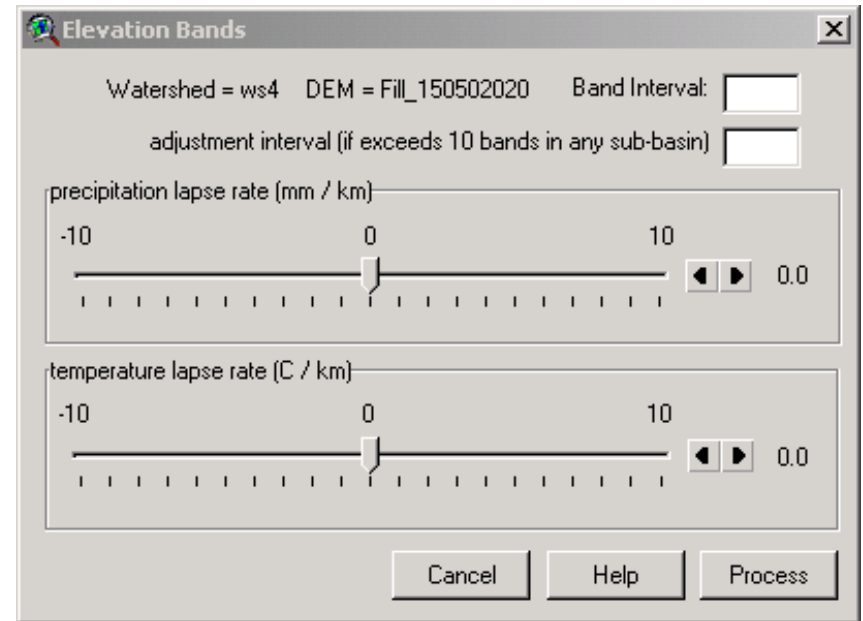 Elevation Bands
Watershed = ws4 DEM = Fill_150502020 Band Interval:
adjustment interval (if exceeds 10 bands in any sub-basin)
precipitation lapse rate (mm / km)
-10 0 10
0.0
temperature lapse rate (C / km)
-10 0 10
0.0
Cancel Help Process